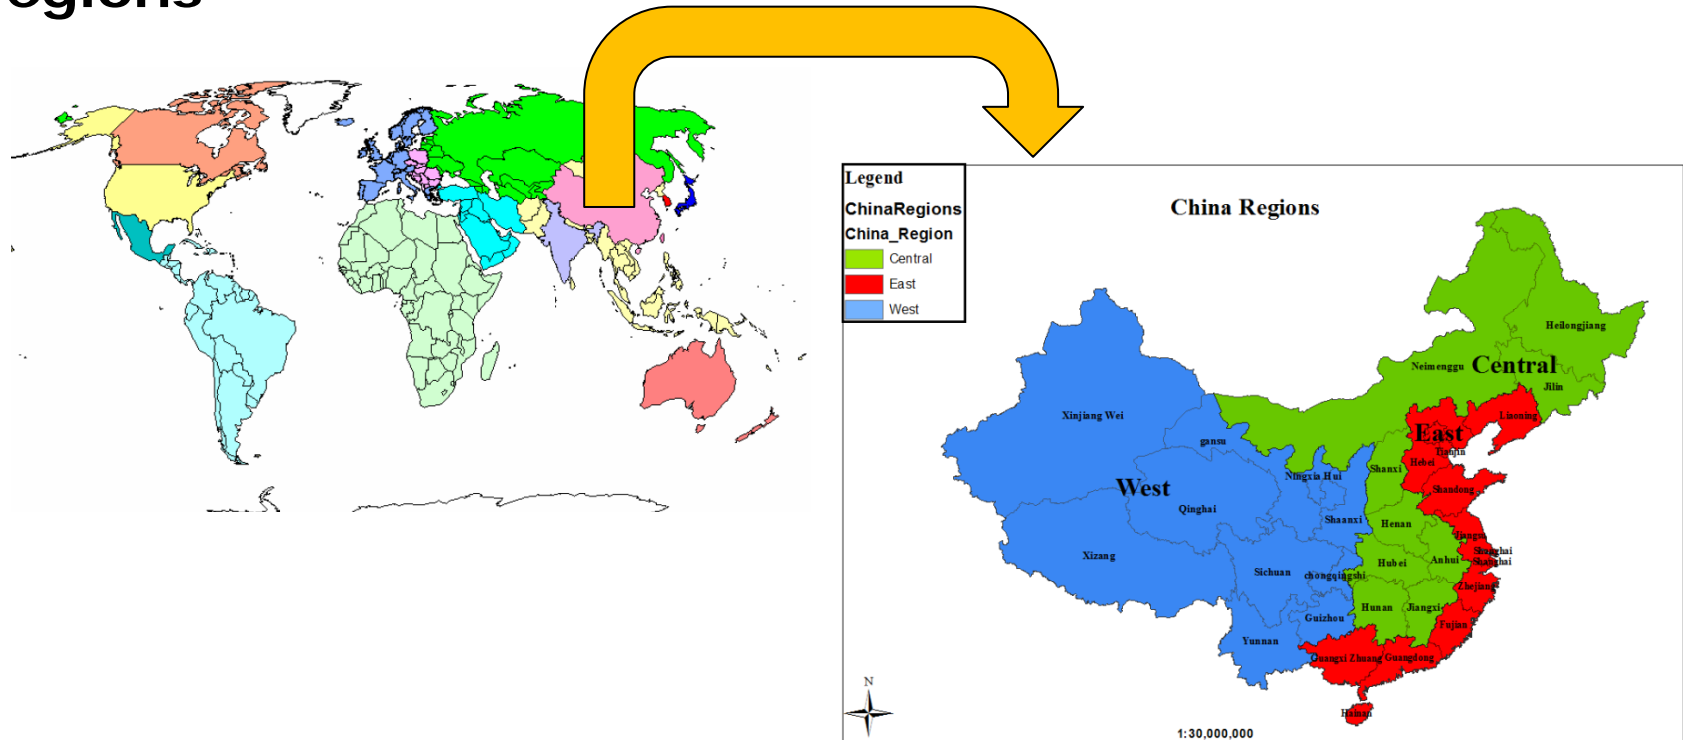 egions
Legend
ChinaRegions
China_Region
Central
East
West
China Regions
Heilongjiang
Neimenggu
Central
Jilin
Xinjiang Wei
Liaoning
East
gansu
Tianjin
Hebei
Shanxi
Ningxia Hui
West
Shandong
Qinghai
Shaanxi
Henan
Jiangsu
Xizang
Shanghai
Shanghai
Anhui
Hubei
Sichuan
chongqingshi
Zhejiang
Hunan
Jiangxi
Guizhou
Fujian
Yunnan
Guangxi Zhuang
Guangdong
N
Hainan
1:30,000,000